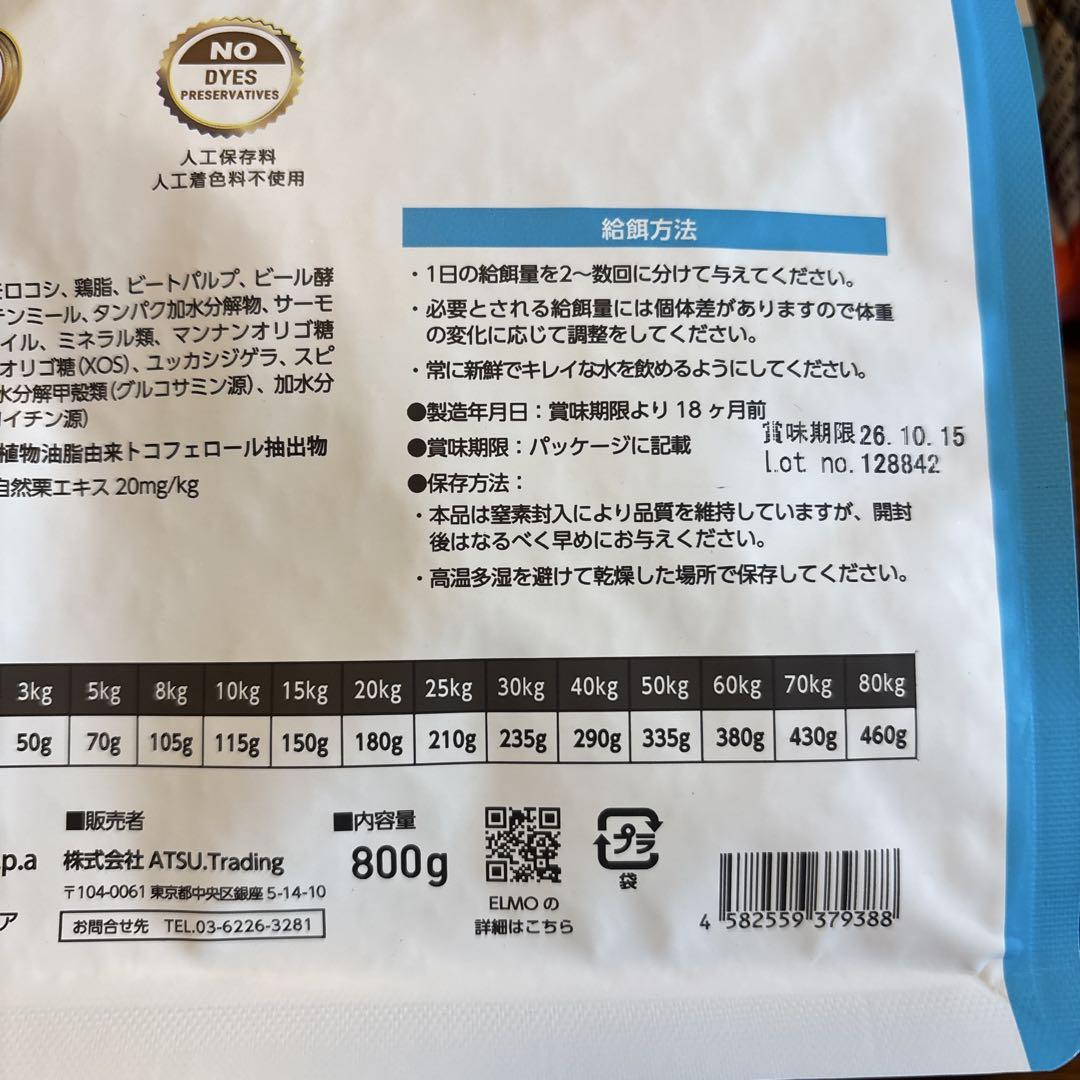 NO
DYES
PRESERVATIVES
人工保存料
人工着色料不使用
モロコシ、鶏脂、ビートパルプ、ビール酵
キンミール、タンパク加水分解物、サーモ
イル、ミネラル類、マンナンオリゴ糖
オリゴ糖(XOS)、ユッカシジゲラ、スピ
水分解甲殻類(グルコサミン源)、加水分
イチン源)
植物油脂由来トコフェロール抽出物
自然栗エキス 20mg/kg
給餌方法
・1日の給餌量を2〜数回に分けて与えてください。
・必要とされる給餌量には個体差がありますので体重
の変化に応じて調整をしてください。
・常に新鮮でキレイな水を飲めるようにしてください。
●製造年月日:賞味期限より 18 ヶ月前
●賞味期限:パッケージに記載
賞味期限 26.10.15
Lot no. 128842
●保存方法:
・本品は窒素封入により品質を維持していますが、開封
後はなるべく早めにお与えください。
・高温多湿を避けて乾燥した場所で保存してください。
3kg 5kg 8kg 10kg 15kg 20kg 25kg 30kg 40kg 50kg 60kg 70kg 80kg
50g 70g 105g 115g 150g 180g 210g 235g 290g 335g 380g 430g 460g
.p.a
ア
■販売者
株式会社 ATSU.Trading
〒104-0061 東京都中央区銀座 5-14-10
お問合せ先 TEL.03-6226-3281
■内容量
800g
ELMO の
詳細はこちら
プラ
袋
4 582559 379388